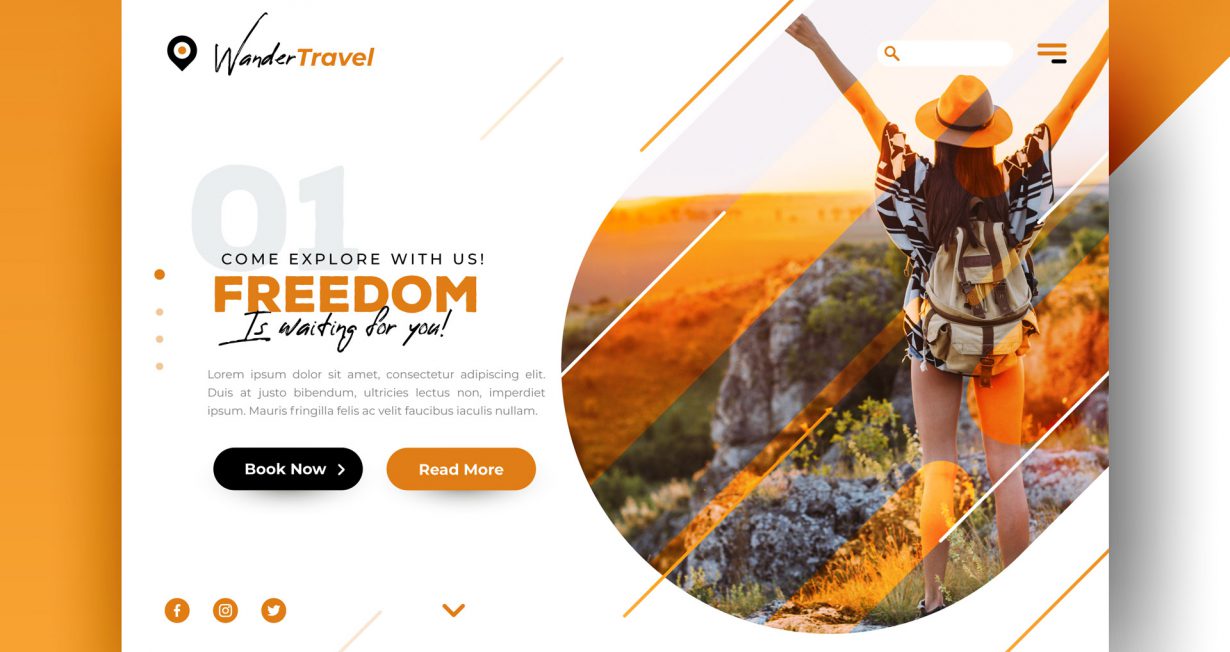 WanderTravel
01
COME EXPLORE WITH US!
FREEDOM
Is waiting for you!
Lorem ipsum dolor sit amet, consectetur adipiscing elit.
Duis at justo bibendum, ultricies lectus non, imperdiet
ipsum. Mauris fringilla felis ac velit faucibus iaculis nullam.
Book Now
Read More